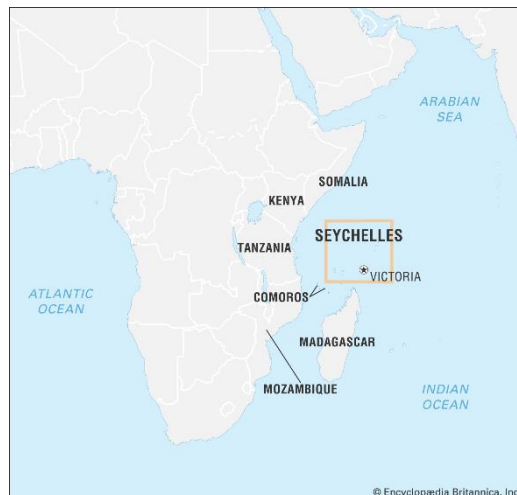 ARABIAN
SEA
SOMALIA
KENYA
SEYCHELLES
TANZANIA
VICTORIA
ATLANTIC
OCEAN
COMOROS
MADAGASCAR
MOZAMBIQUE
INDIAN
OCEAN
© Encyclopædia Britannica, Inc